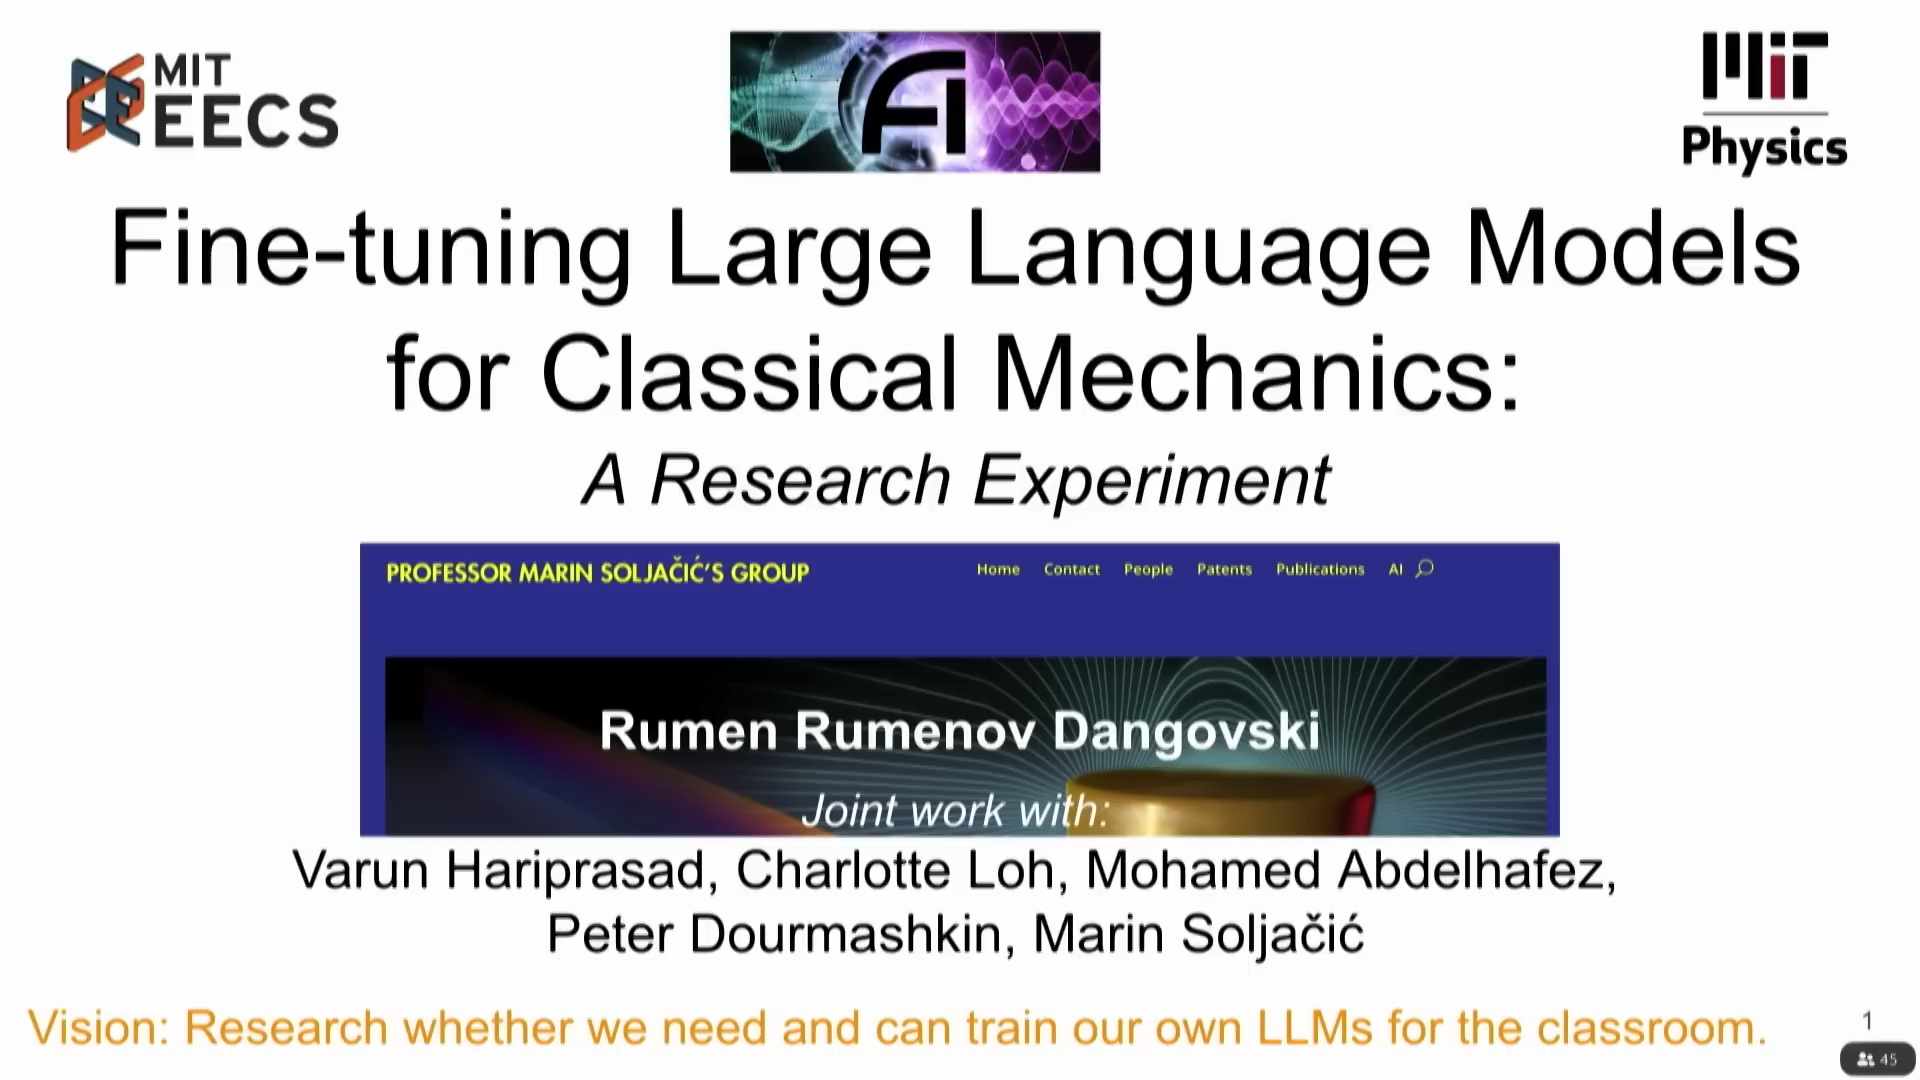 MIT
EECS
Fi
MIT
Physics
Fine-tuning Large Language Models
for Classical Mechanics:
A Research Experiment
PROFESSOR MARIN SOLJAČIĆ'S GROUP
Home Contact People Patents Publications AI
Rumen Rumenov Dangovski
Joint work with:
Varun Hariprasad, Charlotte Loh, Mohamed Abdelhafez,
Peter Dourmashkin, Marin Soljačić
Vision: Research whether we need and can train our own LLMs for the classroom.
1
45